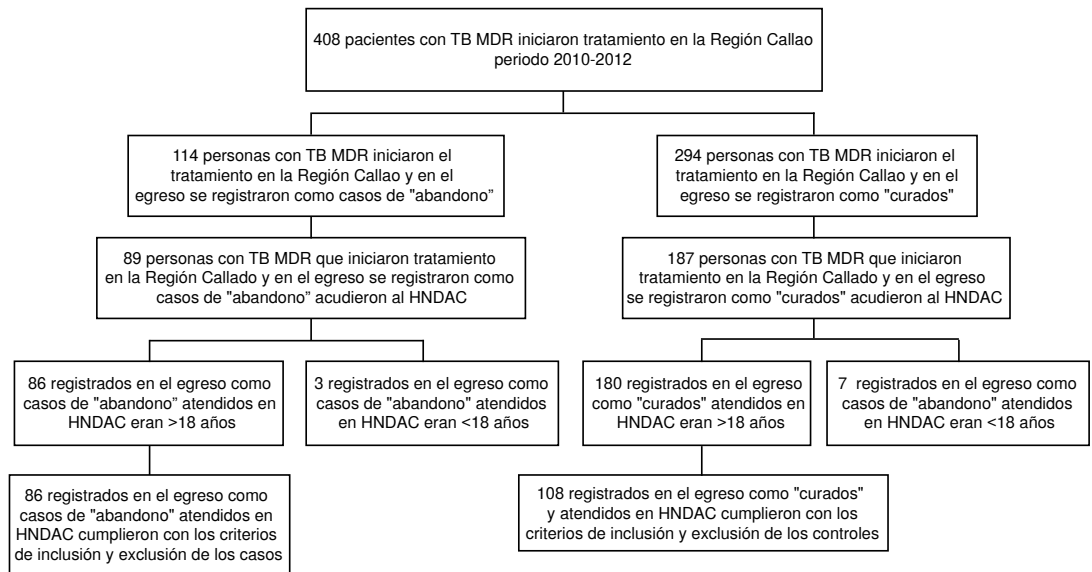 408 pacientes con TB MDR iniciaron tratamiento en la Región Callao
periodo 2010-2012
114 personas con TB MDR iniciaron el
tratamiento en la Región Callao y en el
egreso se registraron como casos de "abandono”
294 personas con TB MDR iniciaron el
tratamiento en la Región Callao y en el
egreso se registraron como "curados"
89 personas con TB MDR que iniciaron tratamiento
en la Región Callado y en el egreso se registraron como
casos de "abandono” acudieron al HNDAC
187 personas con TB MDR que iniciaron
tratamiento en la Región Callado y en el egreso
se registraron como "curados" acudieron al HNDAC
86 registrados en el egreso como
casos de "abandono” atendidos en
HNDAC eran >18 años
3 registrados en el egreso como
casos de "abandono" atendidos
en HNDAC eran <18 años
180 registrados en el egreso
como "curados" atendidos en
HNDAC eran >18 años
7 registrados en el egreso como
casos de "abandono" atendidos
en HNDAC eran <18 años
86 registrados en el egreso como
casos de "abandono" atendidos en
HNDAC cumplieron con los criterios
de inclusión y exclusión de los casos
108 registrados en el egreso como "curados"
y atendidos en HNDAC cumplieron con los
criterios de inclusión y exclusión de los controles